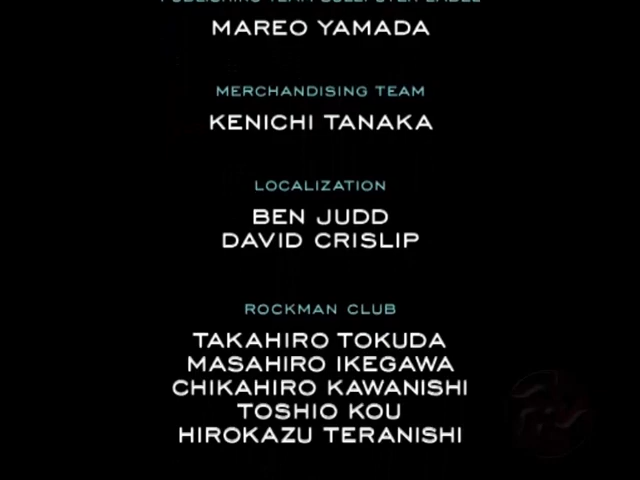 MAREO YAMADA
MERCHANDISING TEAM
KENICHI TANAKA
LOCALIZATION
BEN JUDD
DAVID CRISLIP
ROCKMAN CLUB
TAKAHIRO TOKUDA
MASAHIRO IKEGAWA
CHIKAHIRO KAWANISHI
TOSHIO KOU
HIROKAZU TERANISHI